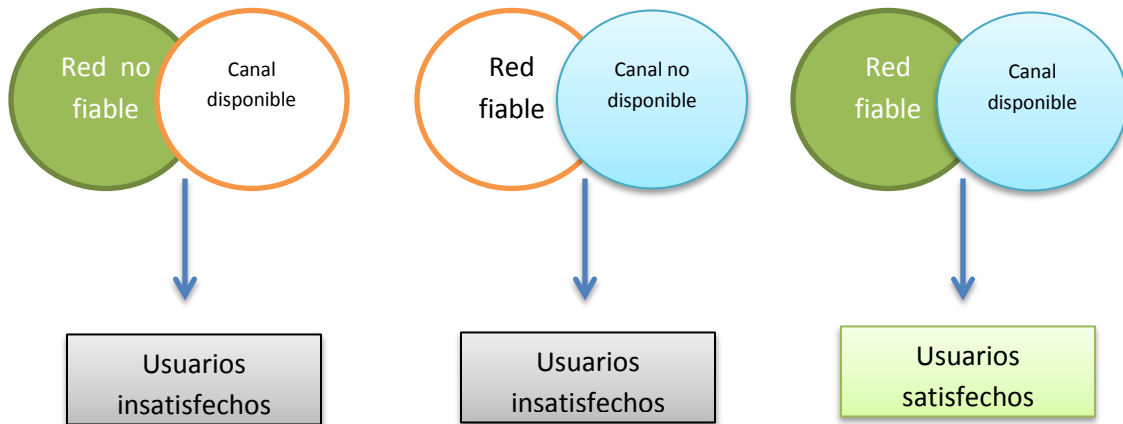 Red no
fiable
Canal
disponible
Red
fiable
Canal no
disponible
Red
fiable
Canal
disponible
Usuarios
insatisfechos
Usuarios
insatisfechos
Usuarios
satisfechos